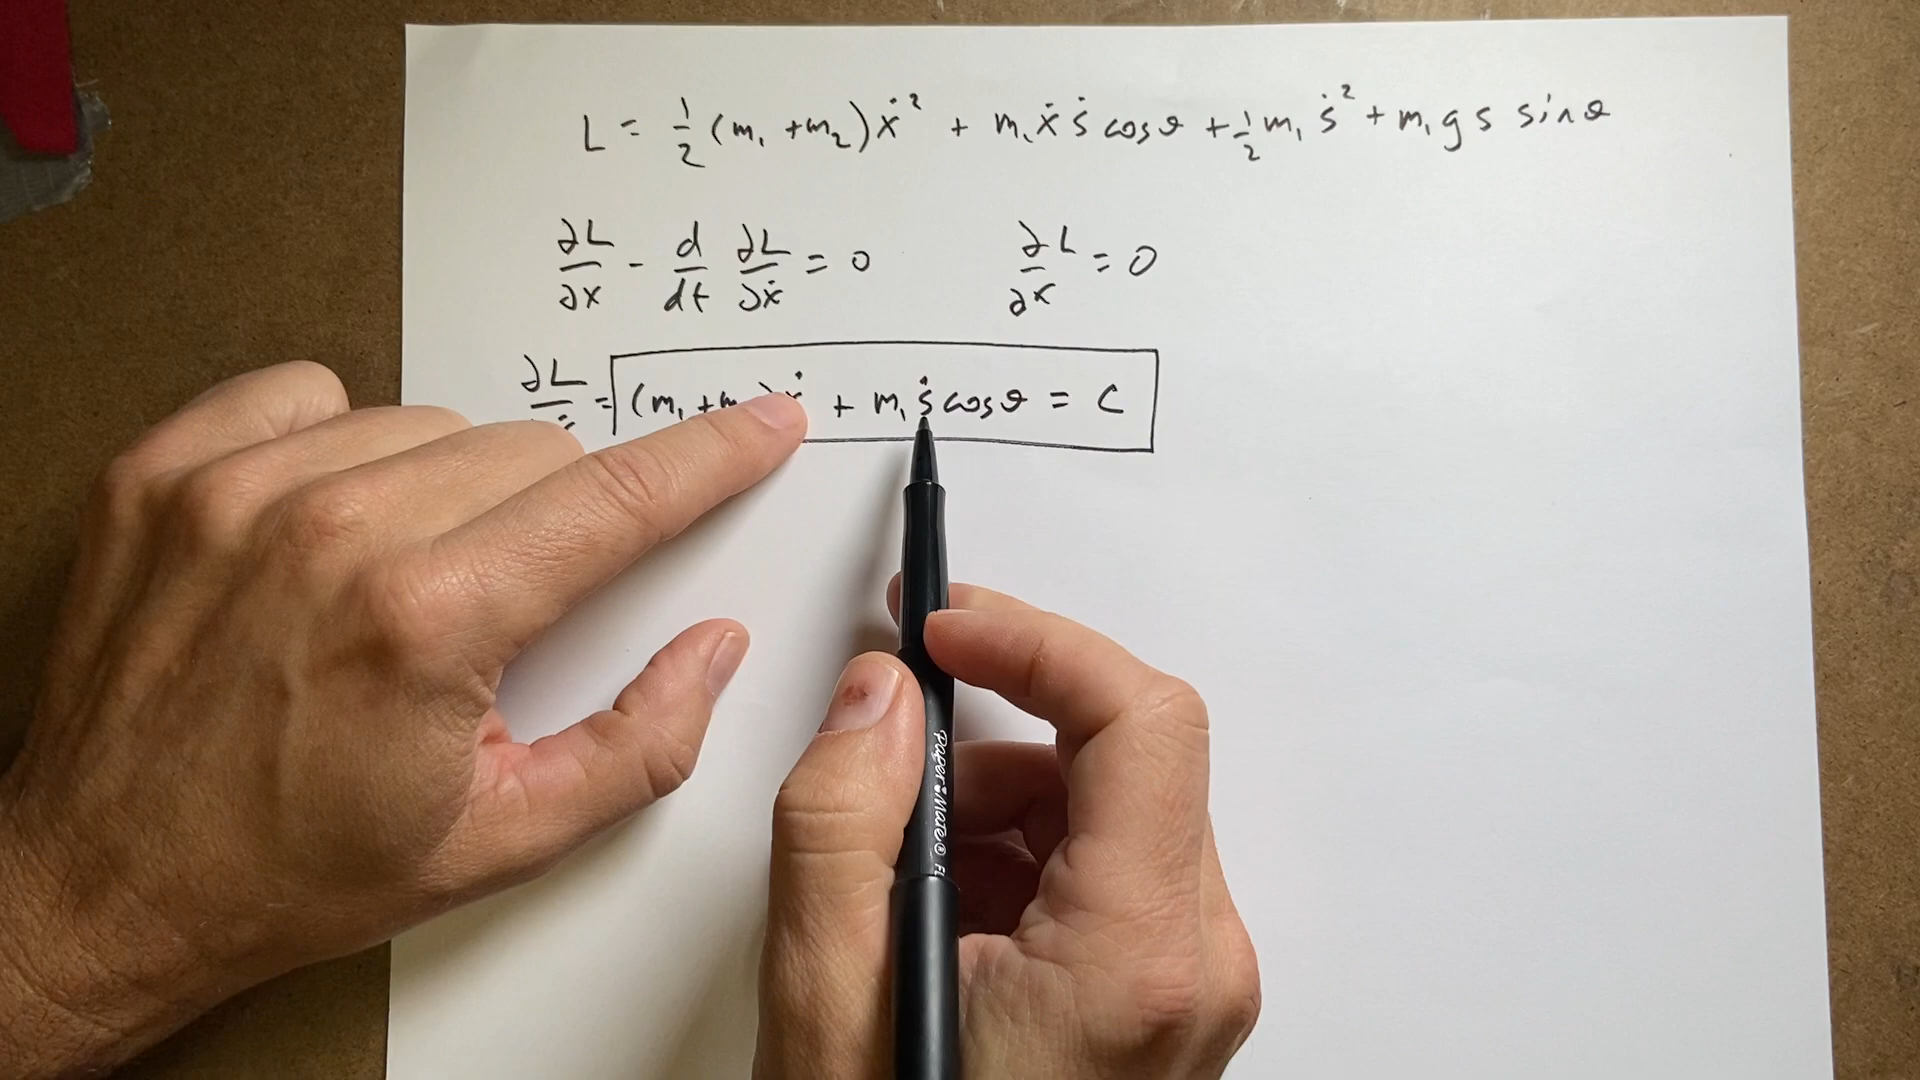 L = 1/2 (m₁ + m₂) ẋ² + m₁ ẋ ṡ cos θ + 1/2 m₁ ṡ² + m₁ g s sin θ
∂L/∂x - d/dt ∂L/∂ẋ = 0    ∂L/∂x = 0
∂L = (m₁ + m ẋ + m₁ ṡ cos θ = C
Paper:Mate®